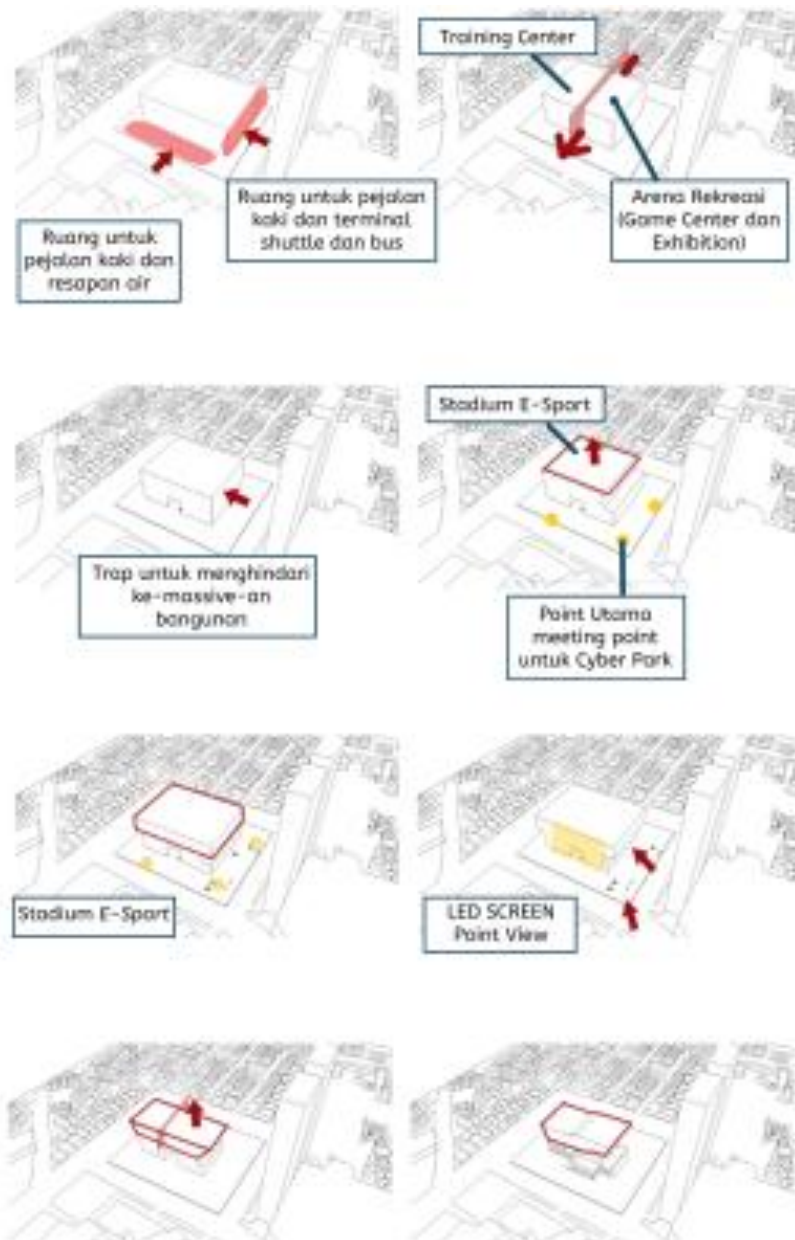 Training Center
Ruang untuk pejalan
kaki dan terminal
shuttle dan bus
Arena Rekreasi
(Game Center dan
Exhibition)
Ruang untuk
pejalan kaki dan
resapan air
Stadium E-Sport
Trap untuk menghindari
ke-massive-an
bangunan
Point Utama
meeting point
untuk Cyber Park
Stadium E-Sport
LED SCREEN
Point View